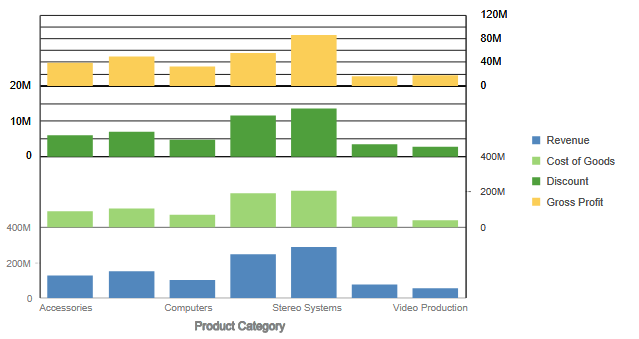 120M
80M
40M
20M 0
10M
0 400M
200M
400M 0
200M
0
Accessories Computers Stereo Systems Video Production
Product Category
Revenue
Cost of Goods
Discount
Gross Profit